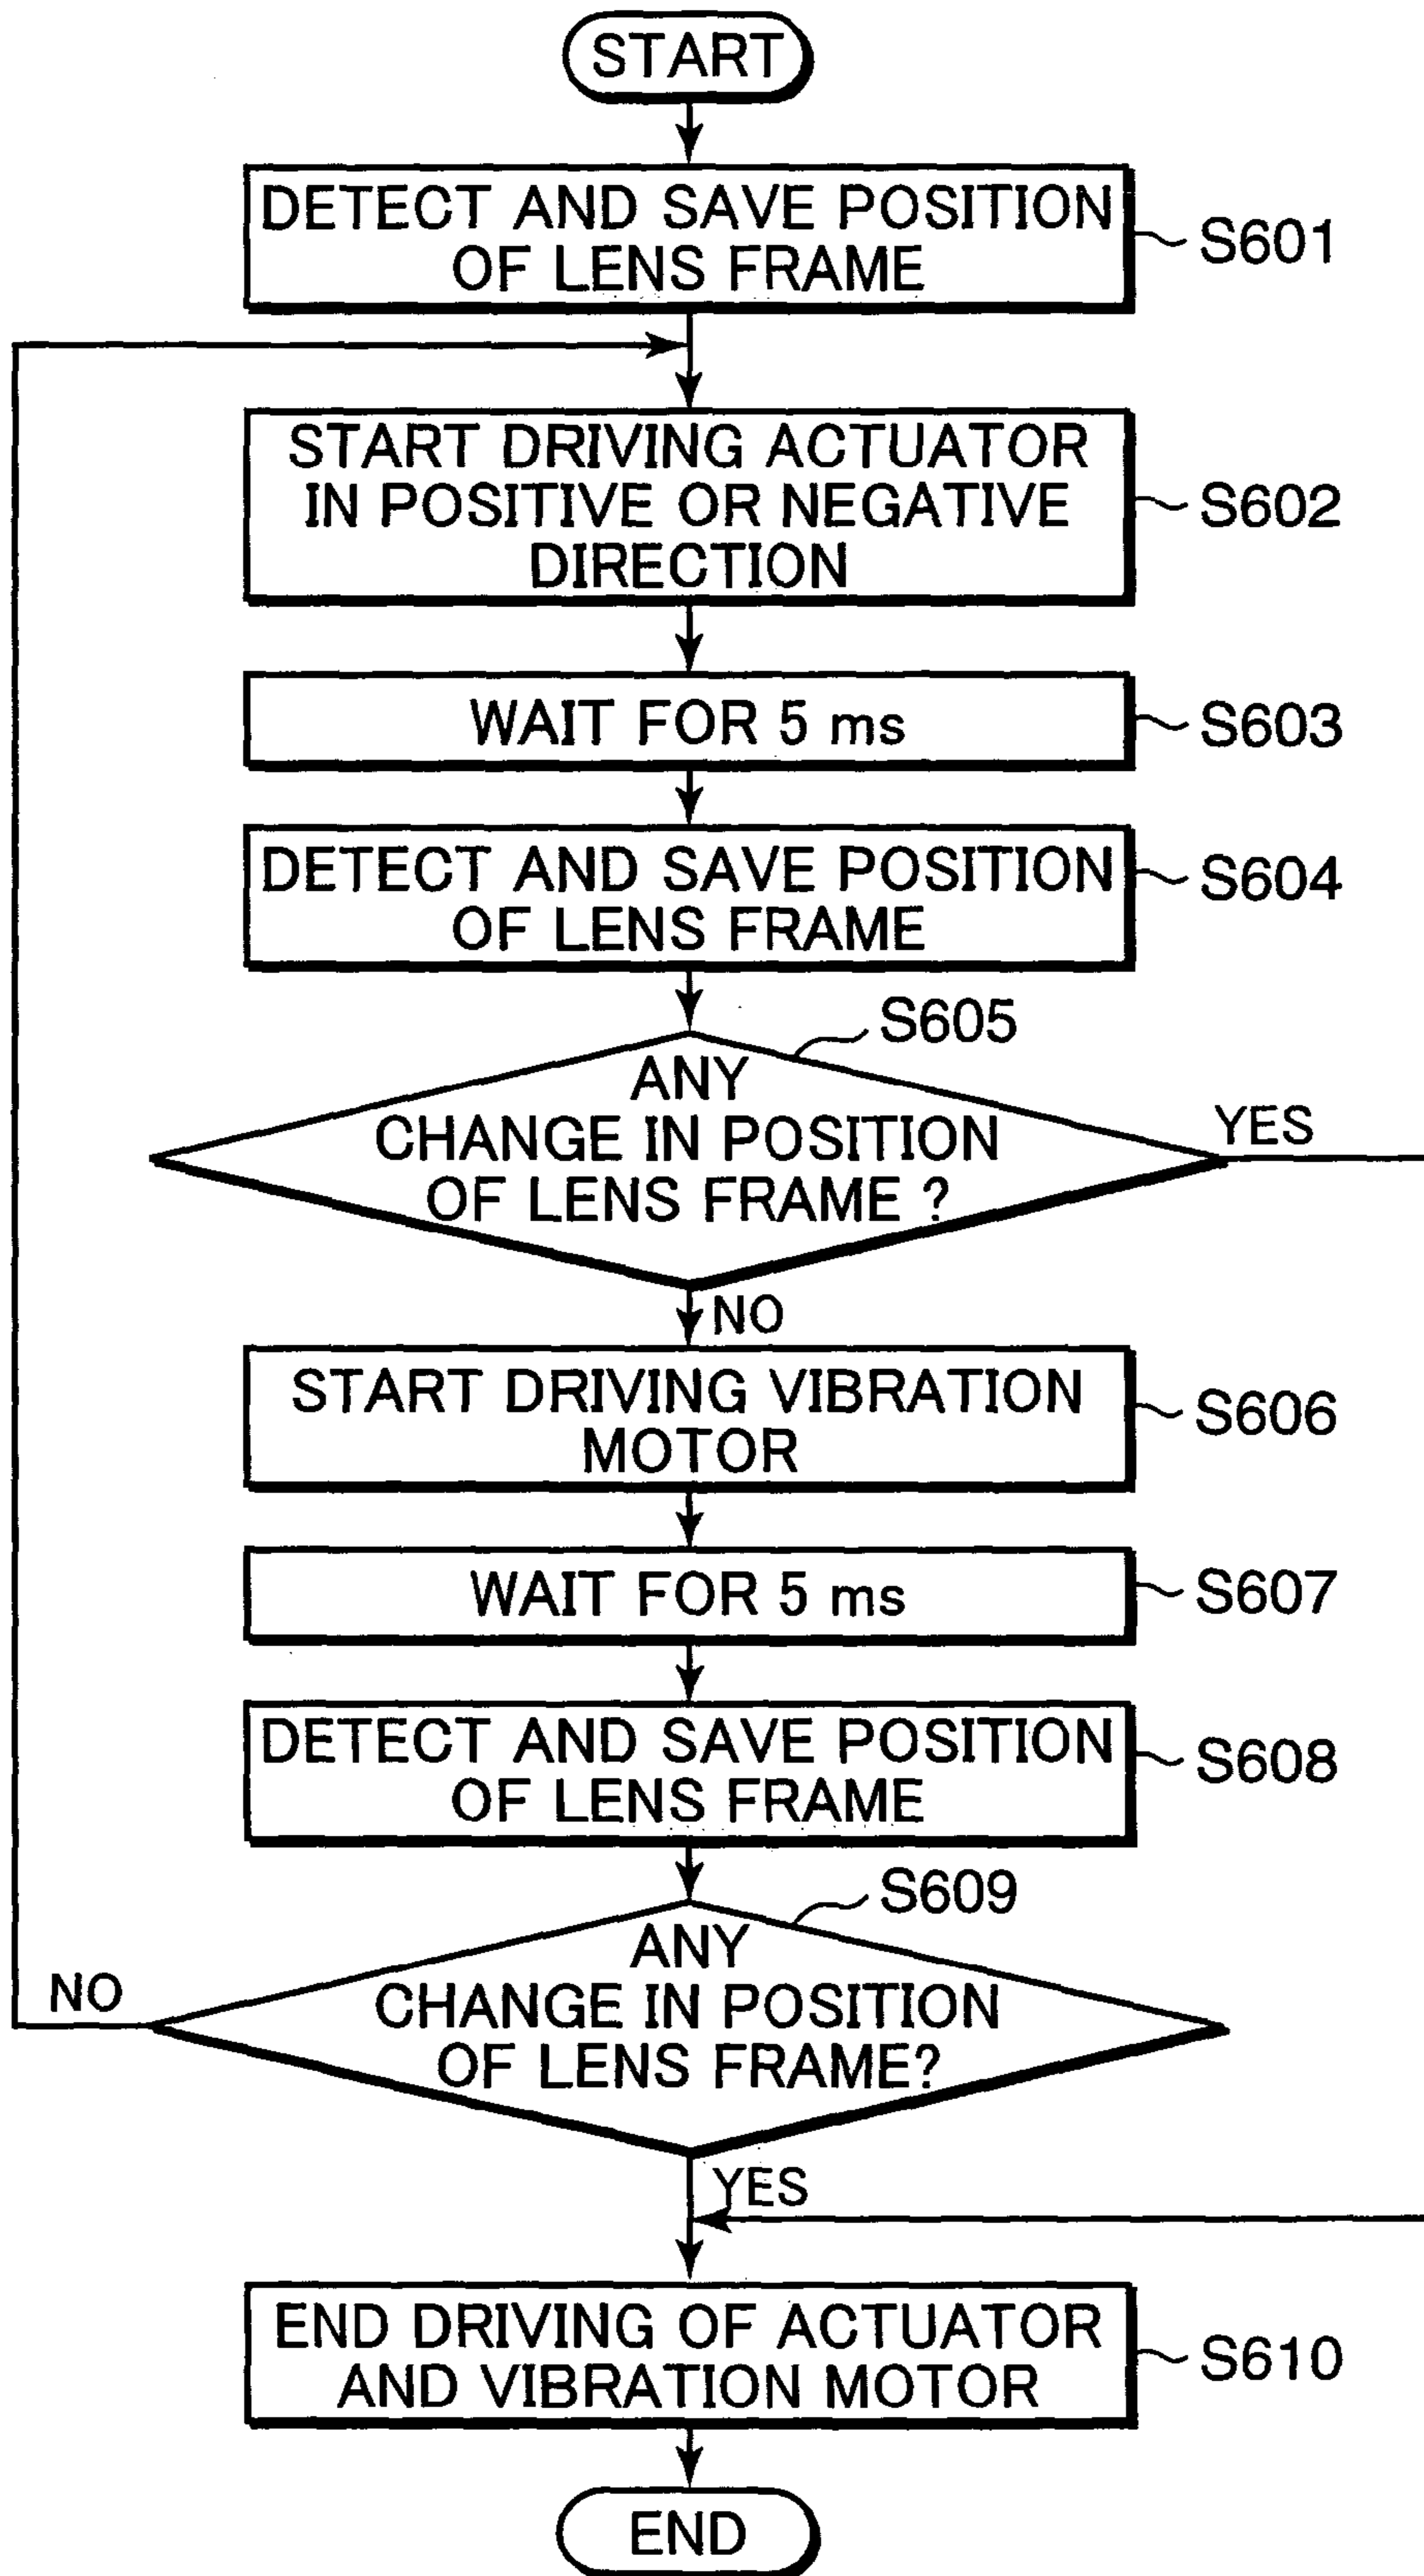 START
DETECT AND SAVE POSITION
OF LENS FRAME
S601
START DRIVING ACTUATOR
IN POSITIVE OR NEGATIVE
DIRECTION
S602
WAIT FOR 5 ms
S603
DETECT AND SAVE POSITION
OF LENS FRAME
S604
S605
ANY
CHANGE IN POSITION
OF LENS FRAME ?
YES
NO
START DRIVING VIBRATION
MOTOR
S606
WAIT FOR 5 ms
S607
DETECT AND SAVE POSITION
OF LENS FRAME
S608
S609
ANY
CHANGE IN POSITION
OF LENS FRAME?
NO
YES
END DRIVING OF ACTUATOR
AND VIBRATION MOTOR
S610
END